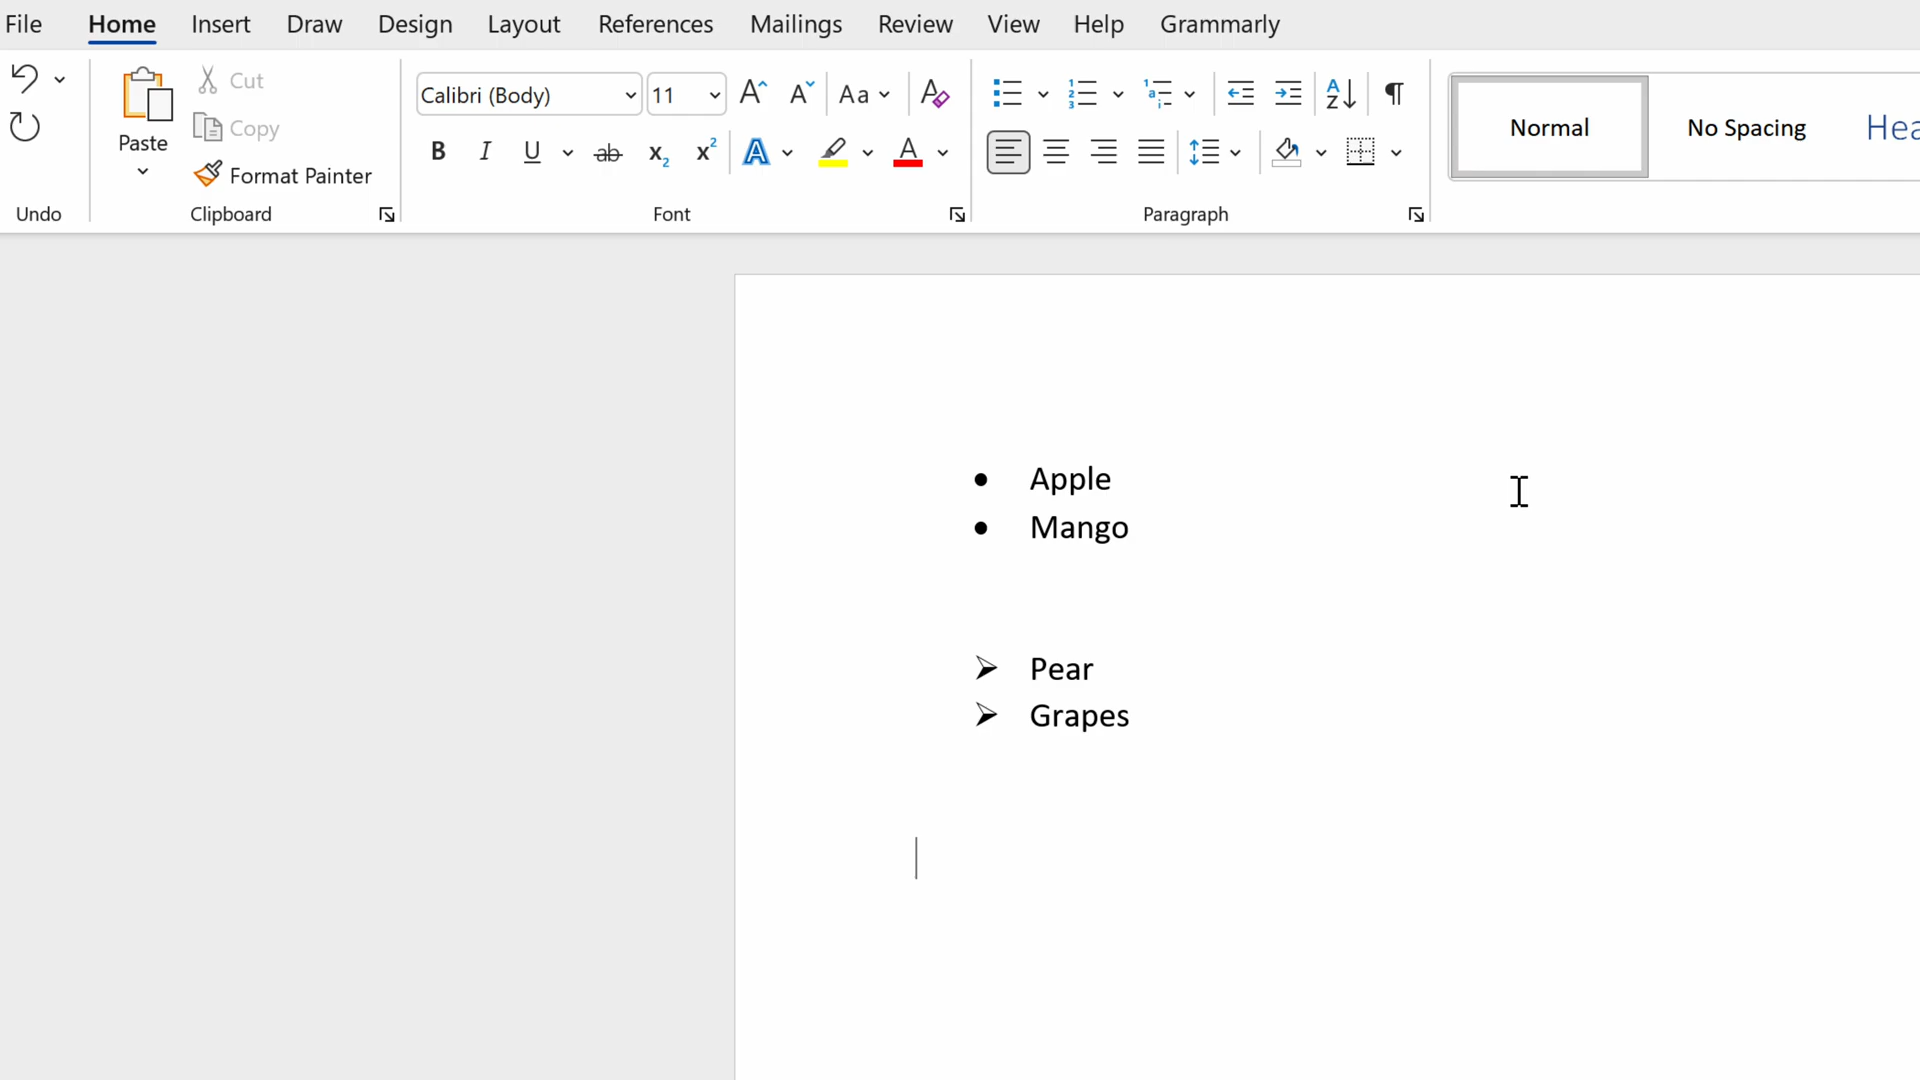 File Home Insert Draw Design Layout References Mailings Review View Help Grammarly
Cut
Copy
Paste
Format Painter
Calibri (Body) 11
Normal No Spacing Hea
Undo Clipboard Font Paragraph
• Apple
• Mango
➢ Pear
➢ Grapes